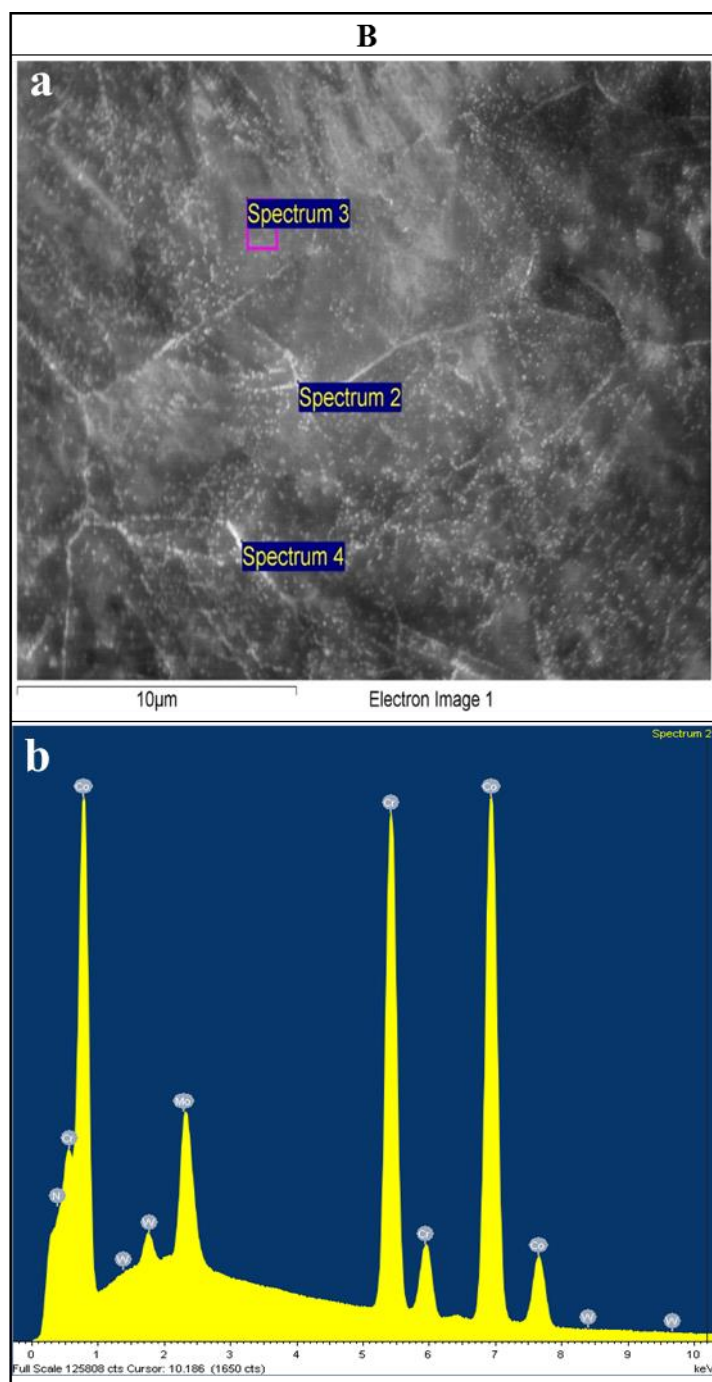 B
a
Spectrum 3
Spectrum 2
Spectrum 4
10µm Electron Image 1
b Spectrum 2
Co Cr Co
Mo
Cr
N
W
W
Cr
Co
W
W
0 1 2 3 4 5 6 7 8 9 10
Full Scale 125808 cts Cursor: 10.186 (1650 cts) keV